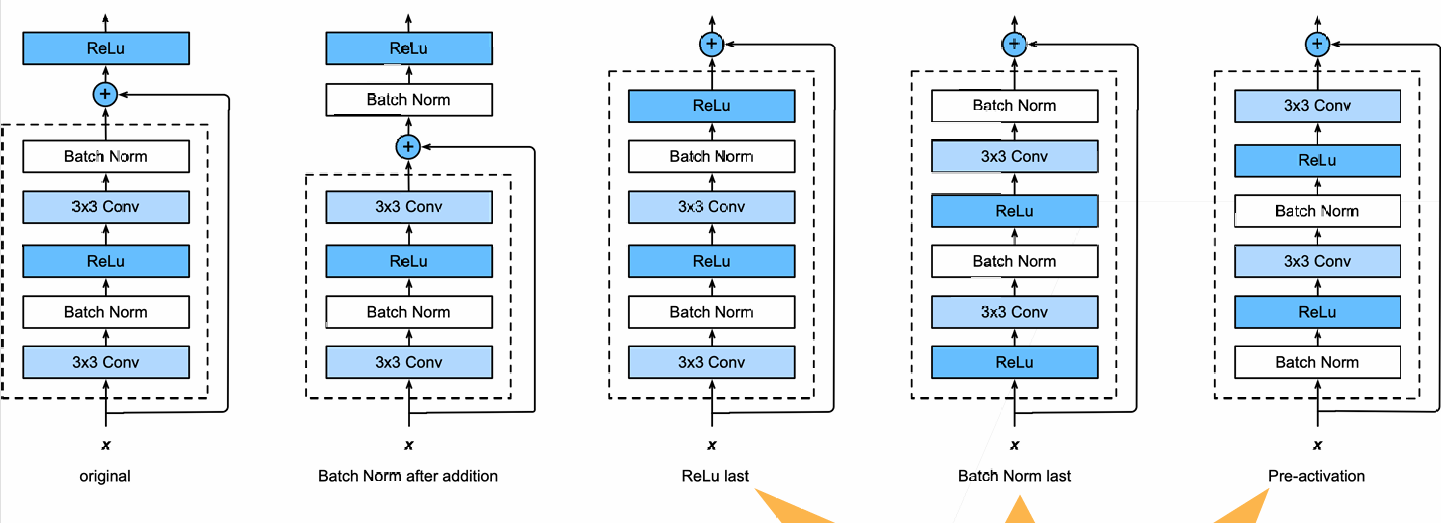 ReLu
Batch Norm
3x3 Conv
ReLu
Batch Norm
3x3 Conv
x
original
ReLu
Batch Norm
3x3 Conv
ReLu
Batch Norm
3x3 Conv
x
Batch Norm after addition
ReLu
Batch Norm
3x3 Conv
ReLu
Batch Norm
3x3 Conv
x
ReLu last
Batch Norm
3x3 Conv
ReLu
Batch Norm
3x3 Conv
ReLu
x
Batch Norm last
3x3 Conv
ReLu
Batch Norm
3x3 Conv
ReLu
Batch Norm
x
Pre-activation